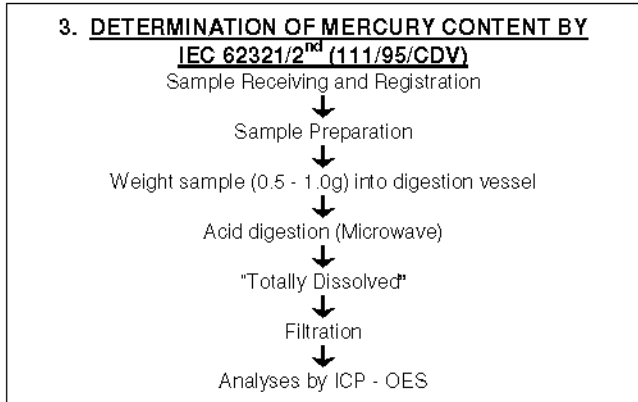 3. DETERMINATION OF MERCURY CONTENT BY
IEC 62321/2nd (111/95/CDV)
Sample Receiving and Registration
Sample Preparation
Weight sample (0.5 - 1.0g) into digestion vessel
Acid digestion (Microwave)
"Totally Dissolved"
Filtration
Analyses by ICP - OES